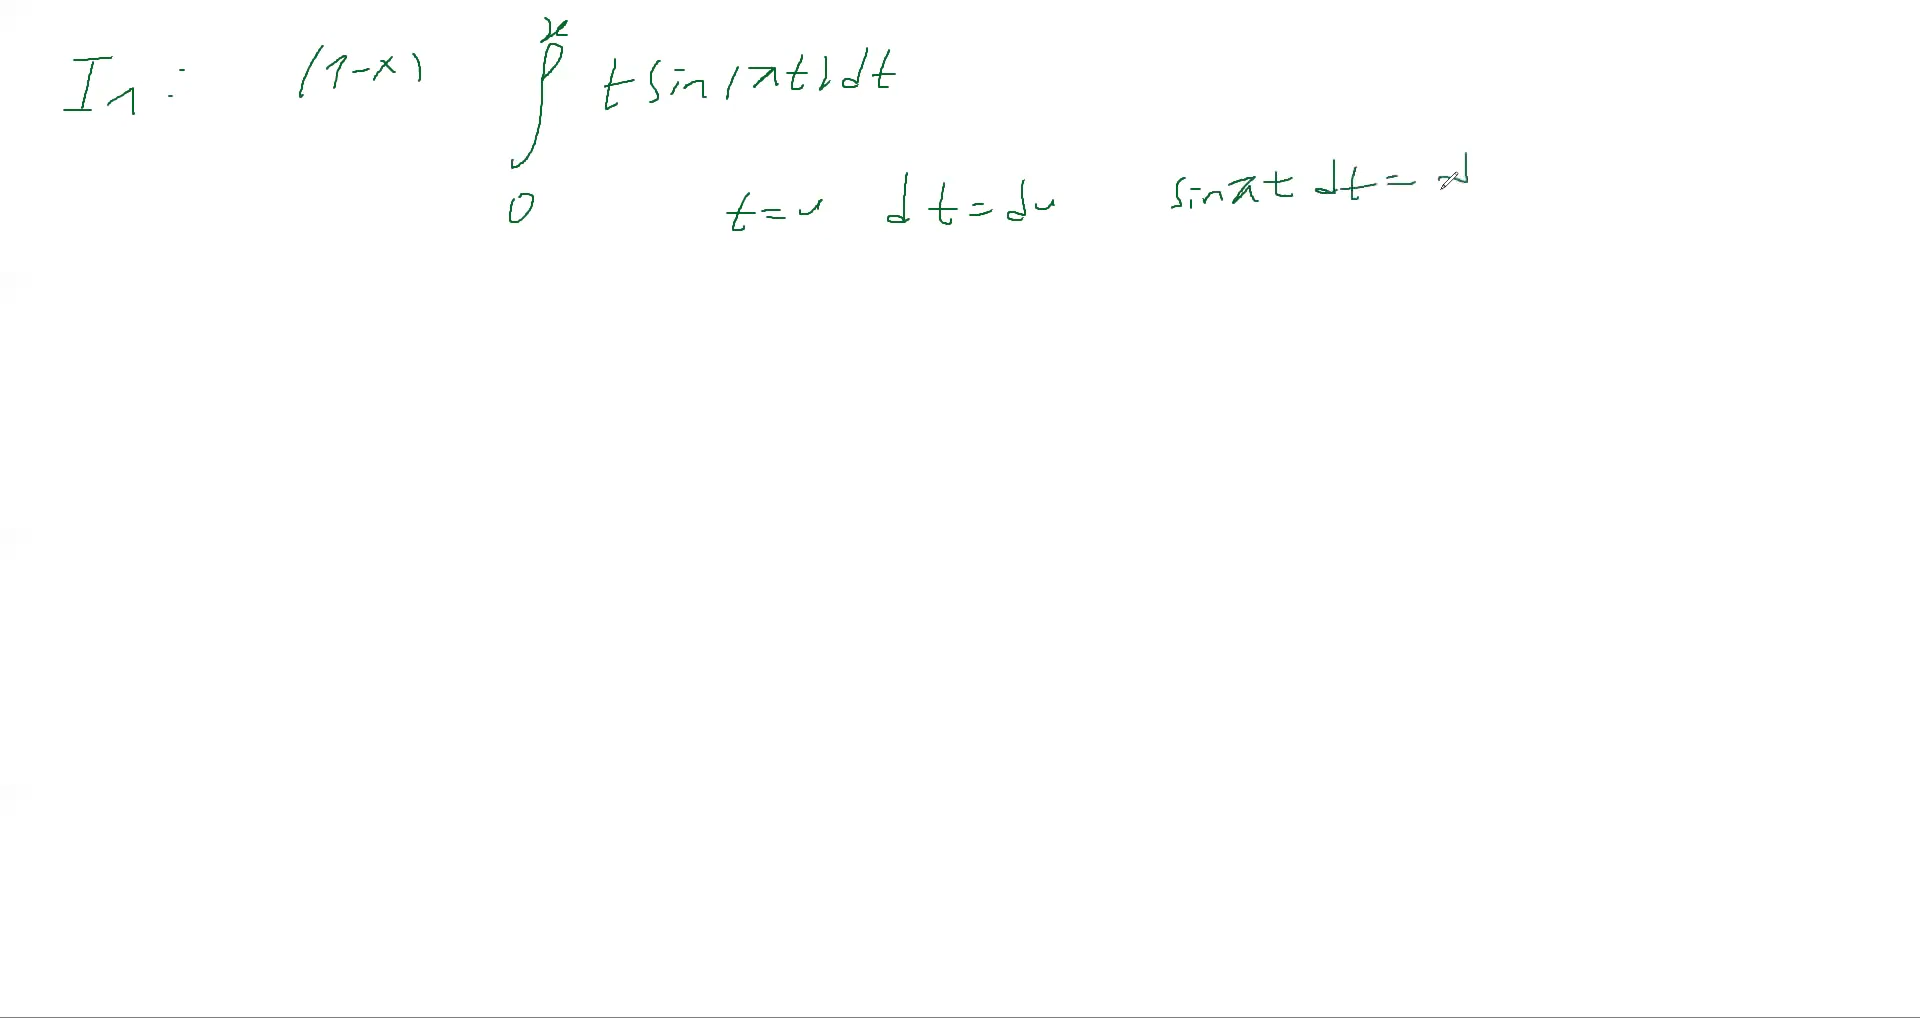 I₁ : (1-x) ∫₀ˣ t sin(πt) dt
t = u dt = du sin πt dt = d